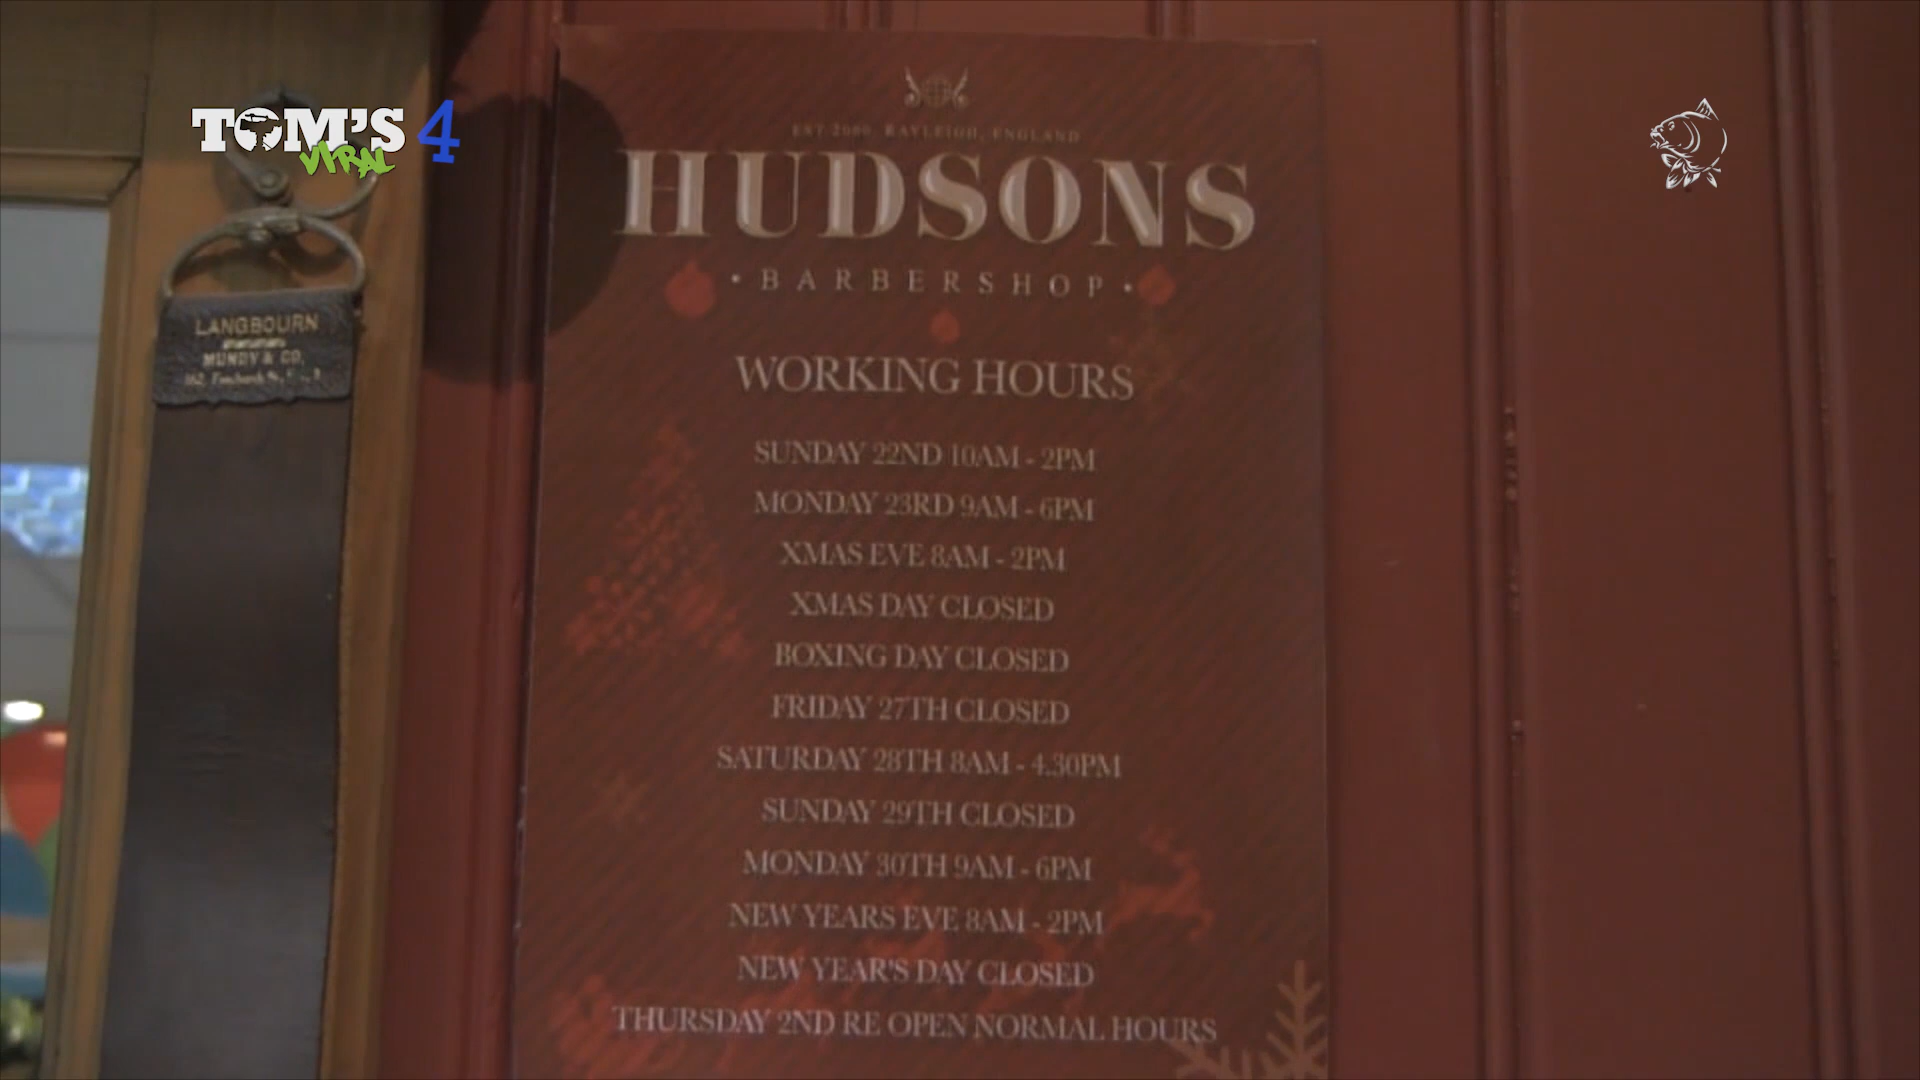 TOM'S 4
VIRAL
EST 2009. RAYLEIGH, ENGLAND
HUDSONS
• BARBERSHOP •
LANGBOURN
MUNDY & CO.
WORKING HOURS
SUNDAY 22ND 10AM - 2PM
MONDAY 23RD 9AM - 6PM
XMAS EVE 8AM - 2PM
XMAS DAY CLOSED
BOXING DAY CLOSED
FRIDAY 27TH CLOSED
SATURDAY 28TH 8AM - 4.30PM
SUNDAY 29TH CLOSED
MONDAY 30TH 9AM - 6PM
NEW YEARS EVE 8AM - 2PM
NEW YEAR'S DAY CLOSED
THURSDAY 2ND RE OPEN NORMAL HOURS